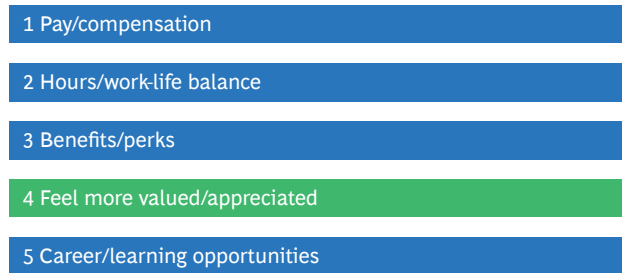 1 Pay/compensation
2 Hours/work-life balance
3 Benefits/perks
4 Feel more valued/appreciated
5 Career/learning opportunities